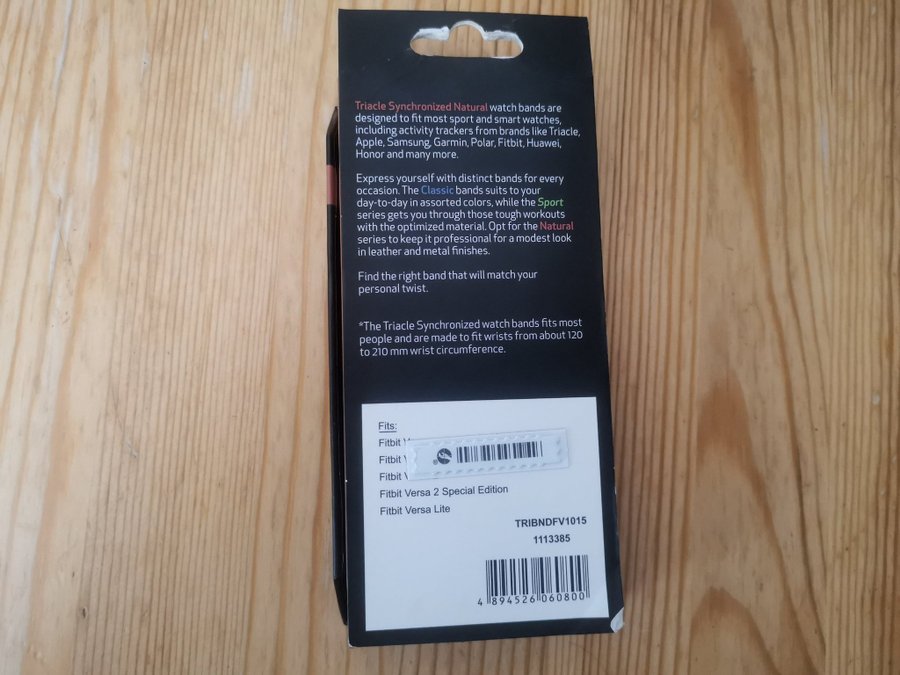 Triacle Synchronized Natural watch bands are
designed to fit most sport and smart watches,
including activity trackers from brands like Triacle,
Apple, Samsung, Garmin, Polar, Fitbit, Huawei,
Honor and many more.
Express yourself with distinct bands for every
occasion. The Classic bands suits to your
day-to-day in assorted colors, while the Sport
series gets you through those tough workouts
with the optimized material. Opt for the Natural
series to keep it professional for a modest look
in leather and metal finishes.
Find the right band that will match your
personal twist.
*The Triacle Synchronized watch bands fits most
people and are made to fit wrists from about 120
to 210 mm wrist circumference.
Fits:
Fitbit
Fitbit
Fitbit
Fitbit Versa 2 Special Edition
Fitbit Versa Lite
TRIBNDFV1015
1113385
4 894526 060800